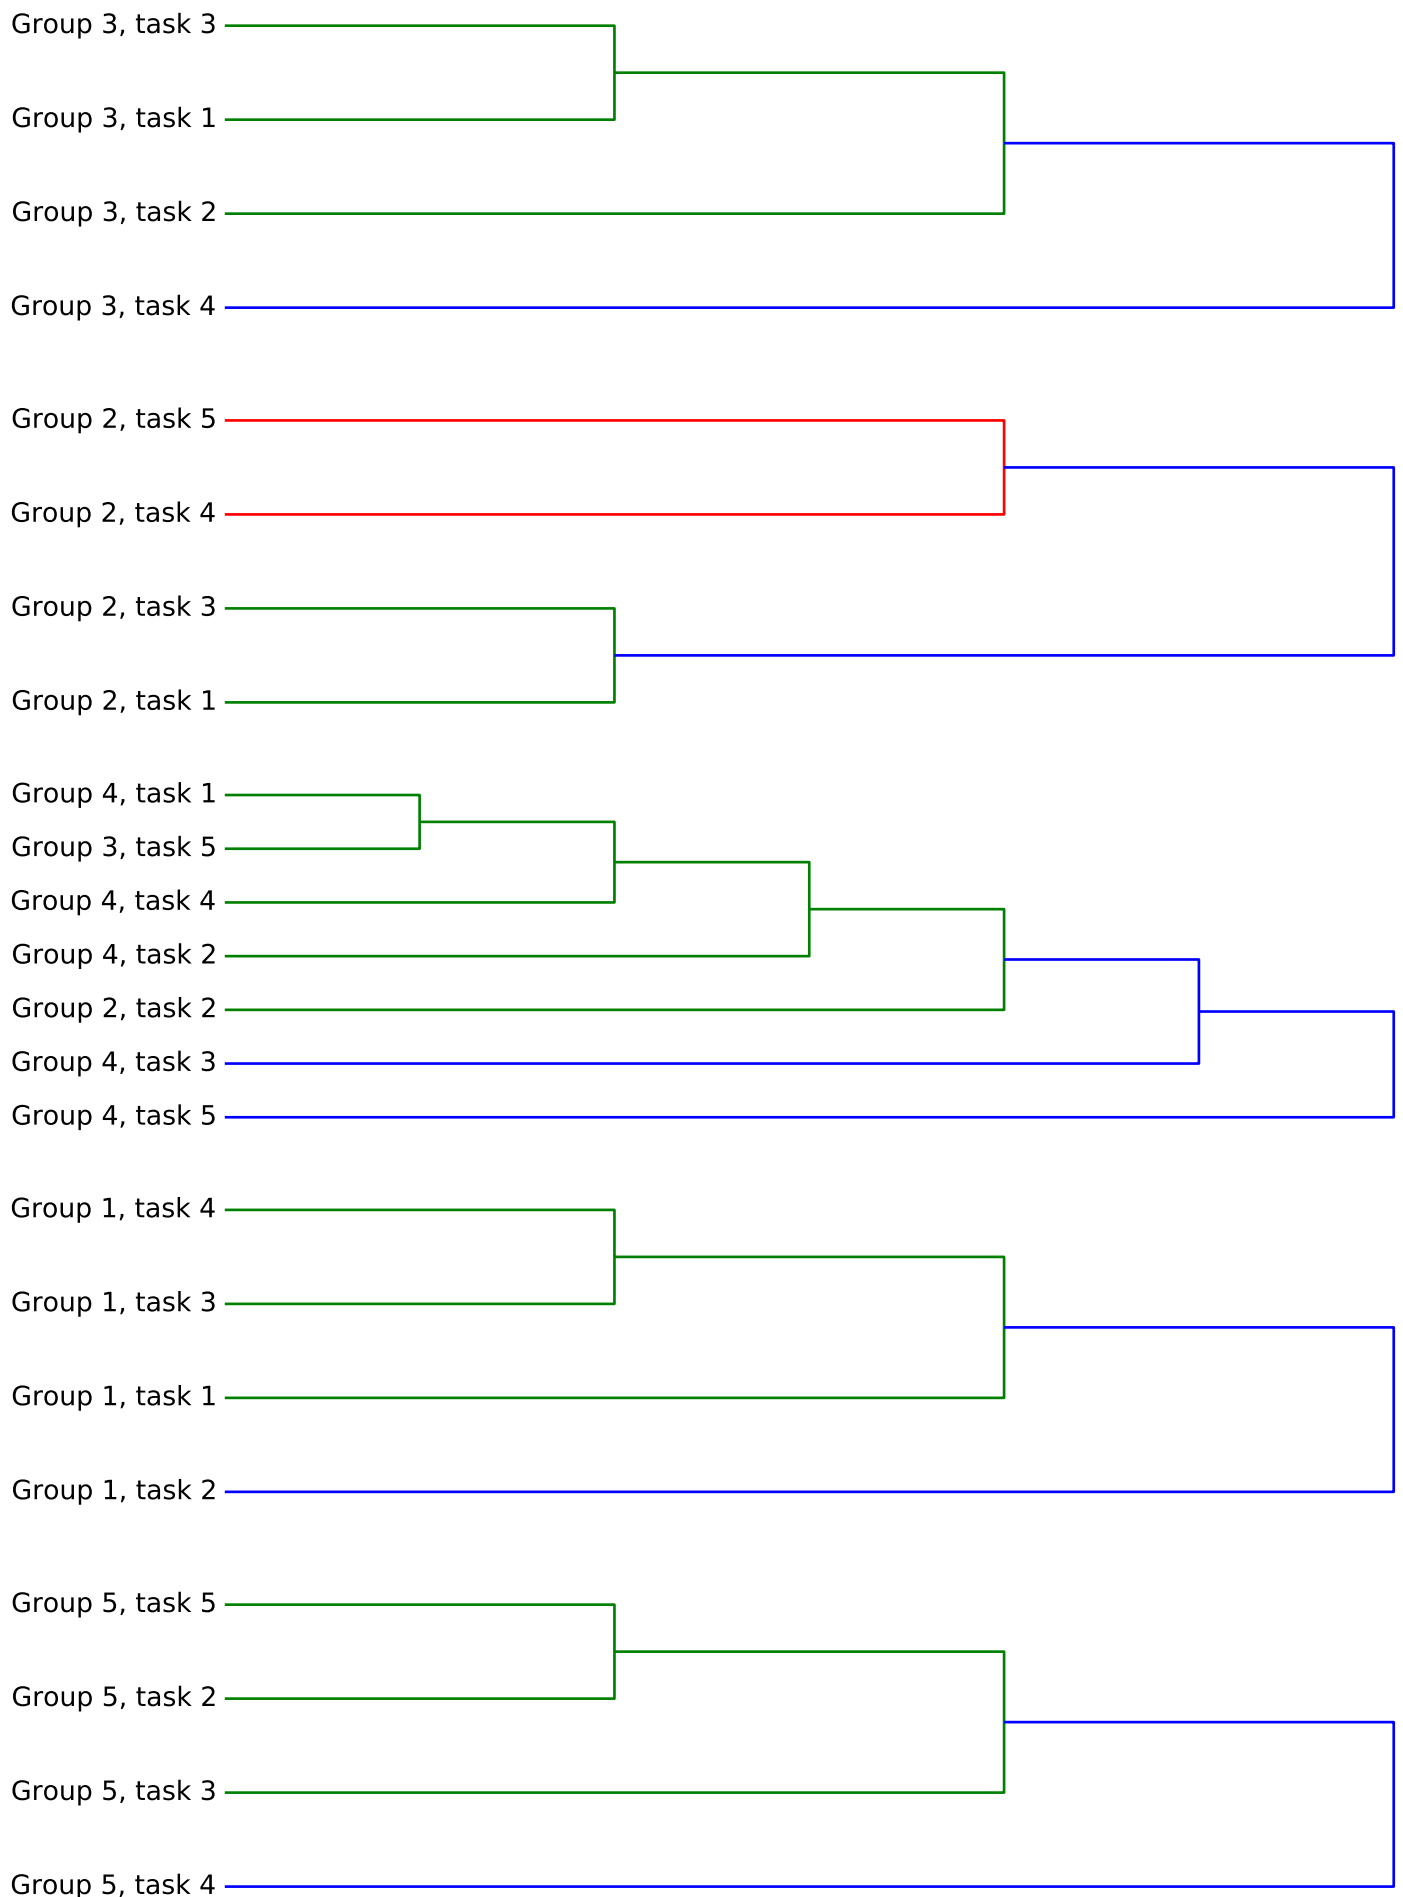 Group 3, task 3
Group 3, task 1
Group 3, task 2
Group 3, task 4
Group 2, task 5
Group 2, task 4
Group 2, task 3
Group 2, task 1
Group 4, task 1
Group 3, task 5
Group 4, task 4
Group 4, task 2
Group 2, task 2
Group 4, task 3
Group 4, task 5
Group 1, task 4
Group 1, task 3
Group 1, task 1
Group 1, task 2
Group 5, task 5
Group 5, task 2
Group 5, task 3
Group 5, task 4